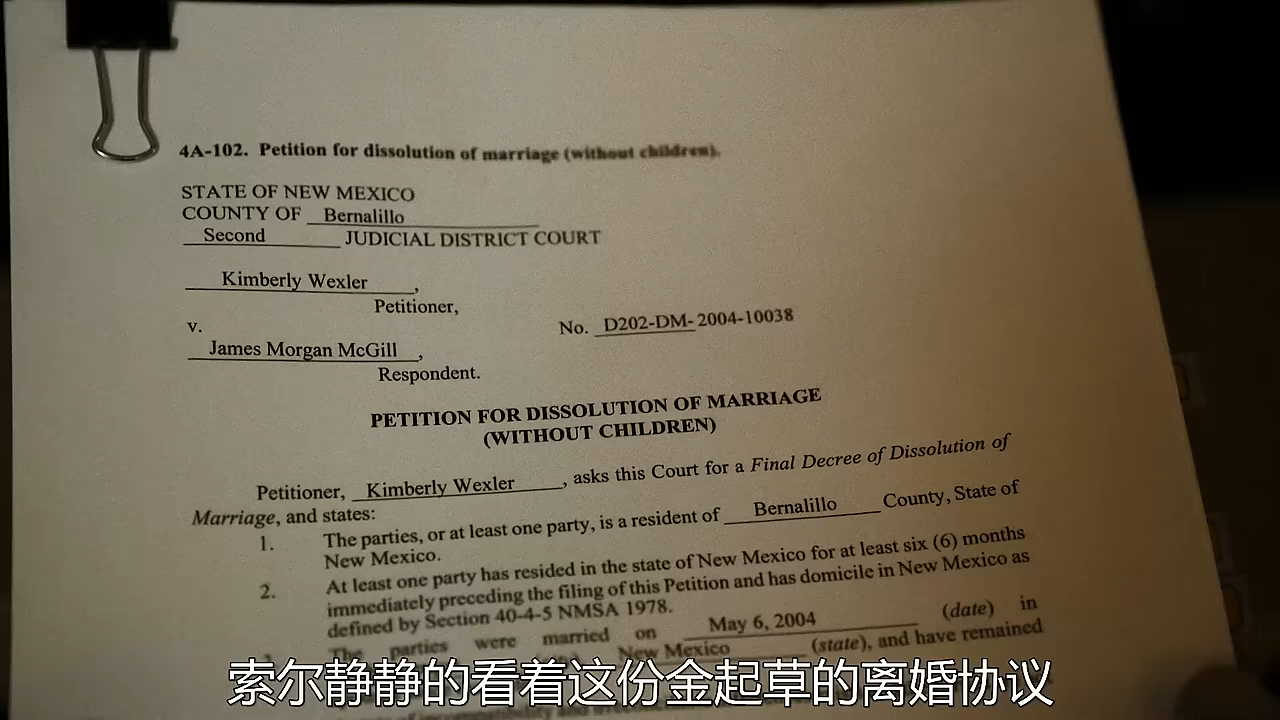 4A-102. Petition for dissolution of marriage (without children).
STATE OF NEW MEXICO
COUNTY OF Bernalillo
Second JUDICIAL DISTRICT COURT
Kimberly Wexler,
Petitioner,
v.
No. D202-DM-2004-10038
James Morgan McGill,
Respondent.
PETITION FOR DISSOLUTION OF MARRIAGE
(WITHOUT CHILDREN)
Petitioner, Kimberly Wexler, asks this Court for a Final Decree of Dissolution of
Marriage, and states:
1. The parties, or at least one party, is a resident of Bernalillo County, State of
New Mexico.
2. At least one party has resided in the state of New Mexico for at least six (6) months
immediately preceding the filing of this Petition and has domicile in New Mexico as
defined by Section 40-4-5 NMSA 1978.
The parties were married on May 6, 2004 (date) in
New Mexico (state), and have remained
索尔静静的看着这份金起草的离婚协议